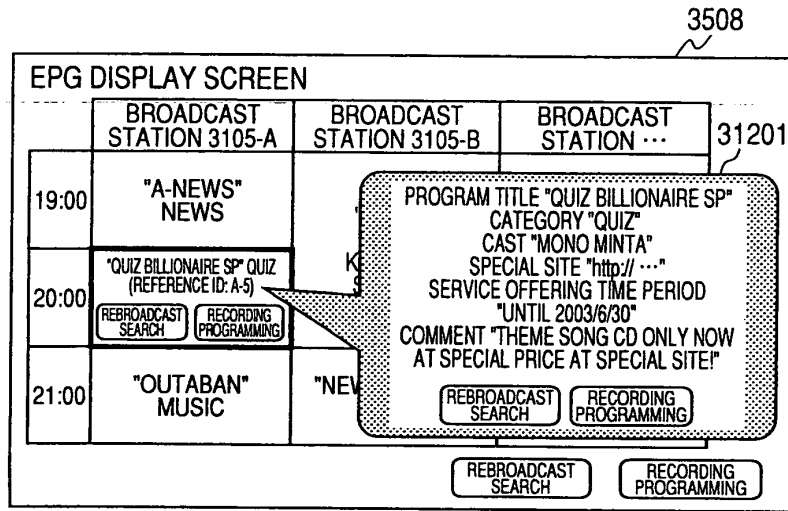 3508
EPG DISPLAY SCREEN
BROADCAST
STATION 3105-A
BROADCAST
STATION 3105-B
BROADCAST
STATION ···
31201
19:00
"A-NEWS"
NEWS
20:00
"QUIZ BILLIONAIRE SP" QUIZ
(REFERENCE ID: A-5)
REBROADCAST
SEARCH
RECORDING
PROGRAMMING
21:00
"OUTABAN"
MUSIC
"NEW
PROGRAM TITLE "QUIZ BILLIONAIRE SP"
CATEGORY "QUIZ"
CAST "MONO MINTA"
SPECIAL SITE "http:// ···"
SERVICE OFFERING TIME PERIOD
"UNTIL 2003/6/30"
COMMENT "THEME SONG CD ONLY NOW
AT SPECIAL PRICE AT SPECIAL SITE!"
REBROADCAST
SEARCH
RECORDING
PROGRAMMING
REBROADCAST
SEARCH
RECORDING
PROGRAMMING